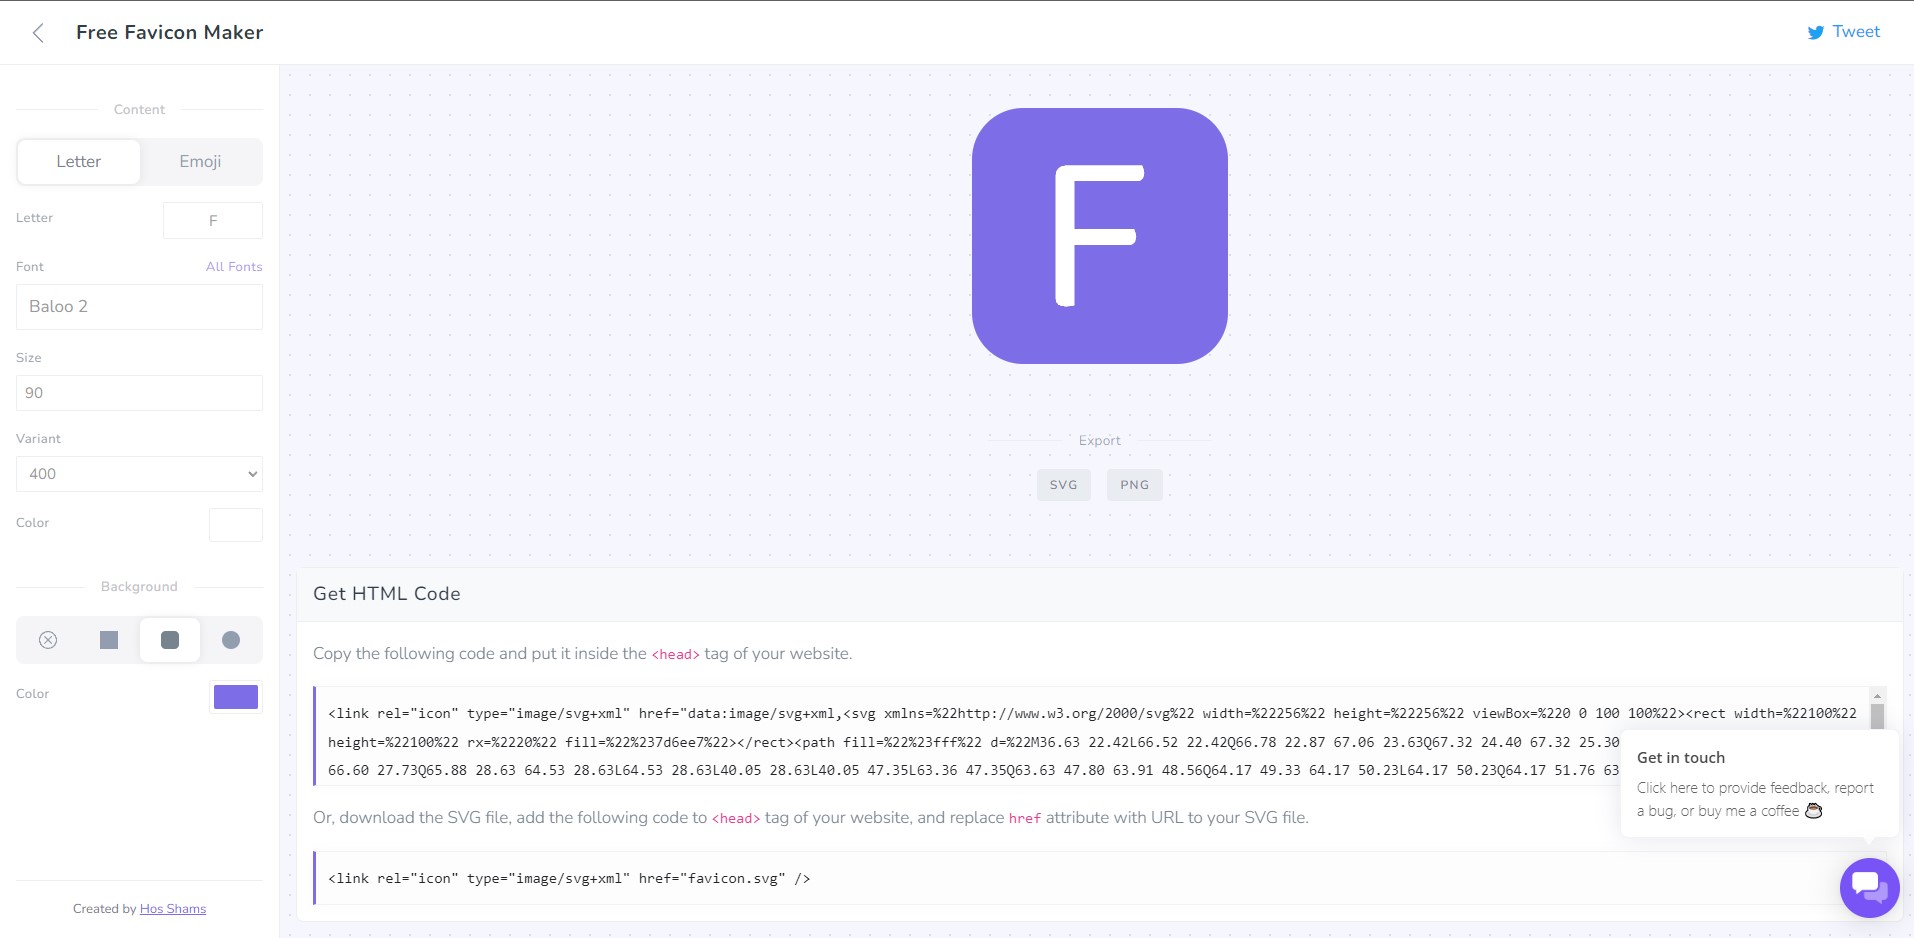 Free Favicon Maker
Tweet
Content
Letter
Emoji
Letter
F
Font
All Fonts
Baloo 2
Size
90
Variant
400
Color
Background
Color
Created by Hos Shams
F
Export
SVG
PNG
Get HTML Code
Copy the following code and put it inside the <head> tag of your website.
<link rel="icon" type="image/svg+xml" href="data:image/svg+xml,<svg xmlns=%22http://www.w3.org/2000/svg%22 width=%22256%22 height=%22256%22 viewBox=%220 0 100 100%22><rect width=%22100%22
height=%22100%22 rx=%2220%22 fill=%22%237d6ee7%22></rect><path fill=%22%23fff%22 d=%22M36.63 22.42L66.52 22.42Q66.78 22.87 67.06 23.63Q67.32 24.40 67.32 25.30
66.60 27.73Q65.88 28.63 64.53 28.63L64.53 28.63L40.05 28.63L40.05 47.35L63.36 47.35Q63.63 47.80 63.91 48.56Q64.17 49.33 64.17 50.23L64.17 50.23Q64.17 51.76 63
Or, download the SVG file, add the following code to <head> tag of your website, and replace href attribute with URL to your SVG file.
<link rel="icon" type="image/svg+xml" href="favicon.svg" />
Get in touch
Click here to provide feedback, report
a bug, or buy me a coffee ☕